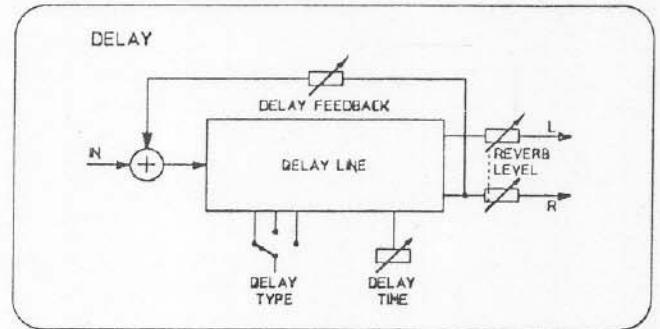 DELAY
DELAY FEEDBACK
IN
DELAY LINE
L
REVERB
LEVEL
R
DELAY
TYPE
DELAY
TIME